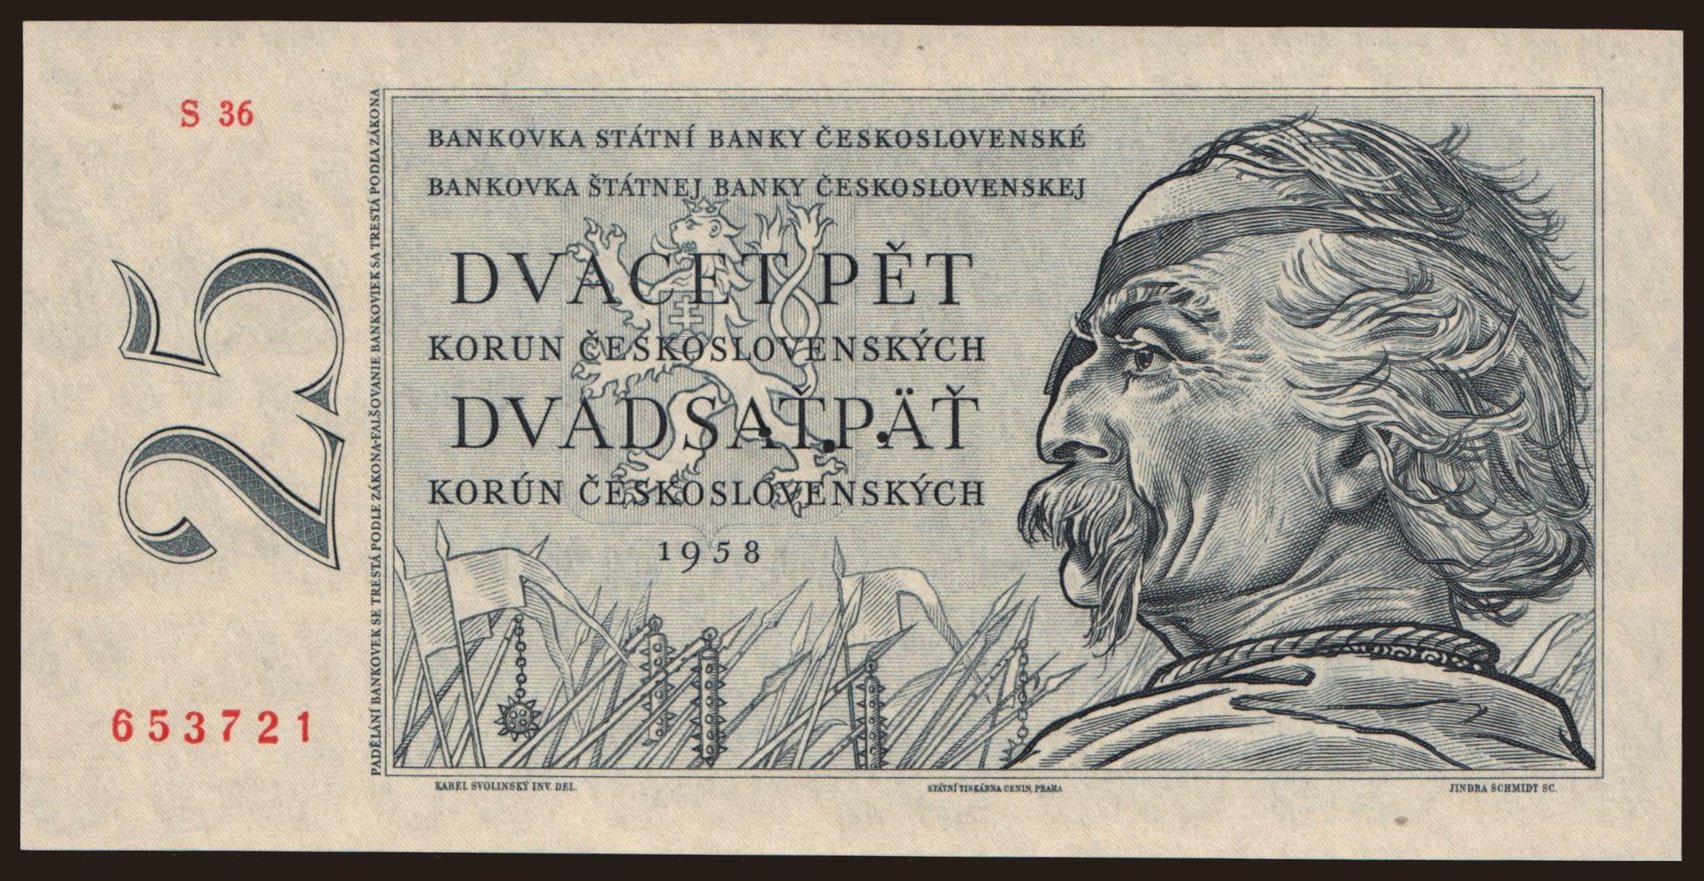 S 36
25
653721
PADĚLÁNÍ BANKOVEK SE TRESTÁ PODLE ZÁKONA-FALŠOVANIE BANKOVIEK SA TRESTÁ PODĽA ZÁKONA
BANKOVKA STÁTNÍ BANKY ČESKOSLOVENSKÉ
BANKOVKA ŠTÁTNEJ BANKY ČESKOSLOVENSKEJ
DVACET PĚT
KORUN ČESKOSLOVENSKÝCH
DVADSAŤPÄŤ
KORÚN ČESKOSLOVENSKÝCH
1958
KAREL SVOLINSKÝ INV. DEL.
STÁTNÍ TISKÁRNA CENIN, PRAHA
JINDRA SCHMIDT SC.